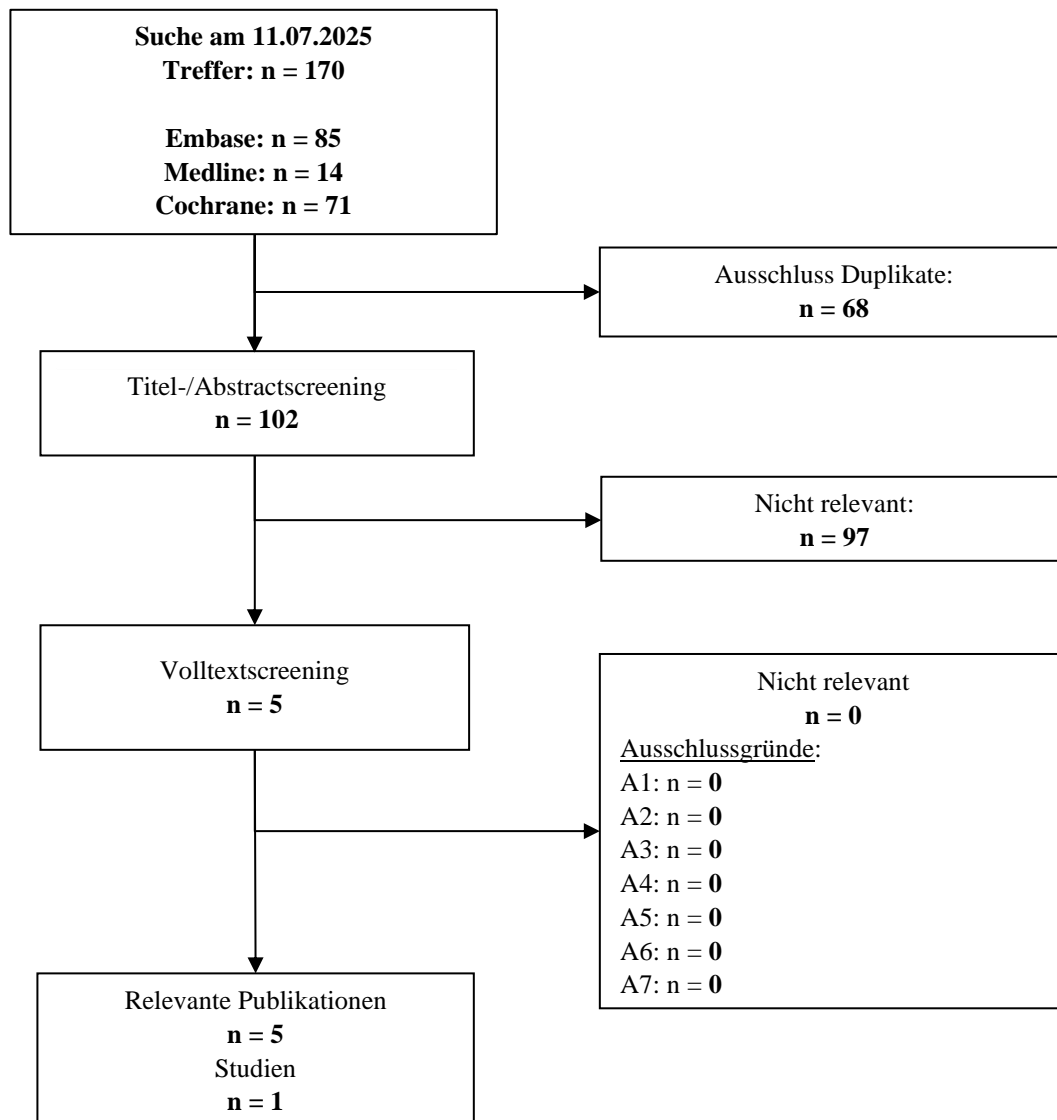 Suche am 11.07.2025
Treffer: n = 170
Embase: n = 85
Medline: n = 14
Cochrane: n = 71
Ausschluss Duplikate:
n = 68
Titel-/Abstractscreening
n = 102
Nicht relevant:
n = 97
Volltextscreening
n = 5
Nicht relevant
n = 0
Ausschlussgründe:
A1: n = 0
A2: n = 0
A3: n = 0
A4: n = 0
A5: n = 0
A6: n = 0
A7: n = 0
Relevante Publikationen
n = 5
Studien
n = 1